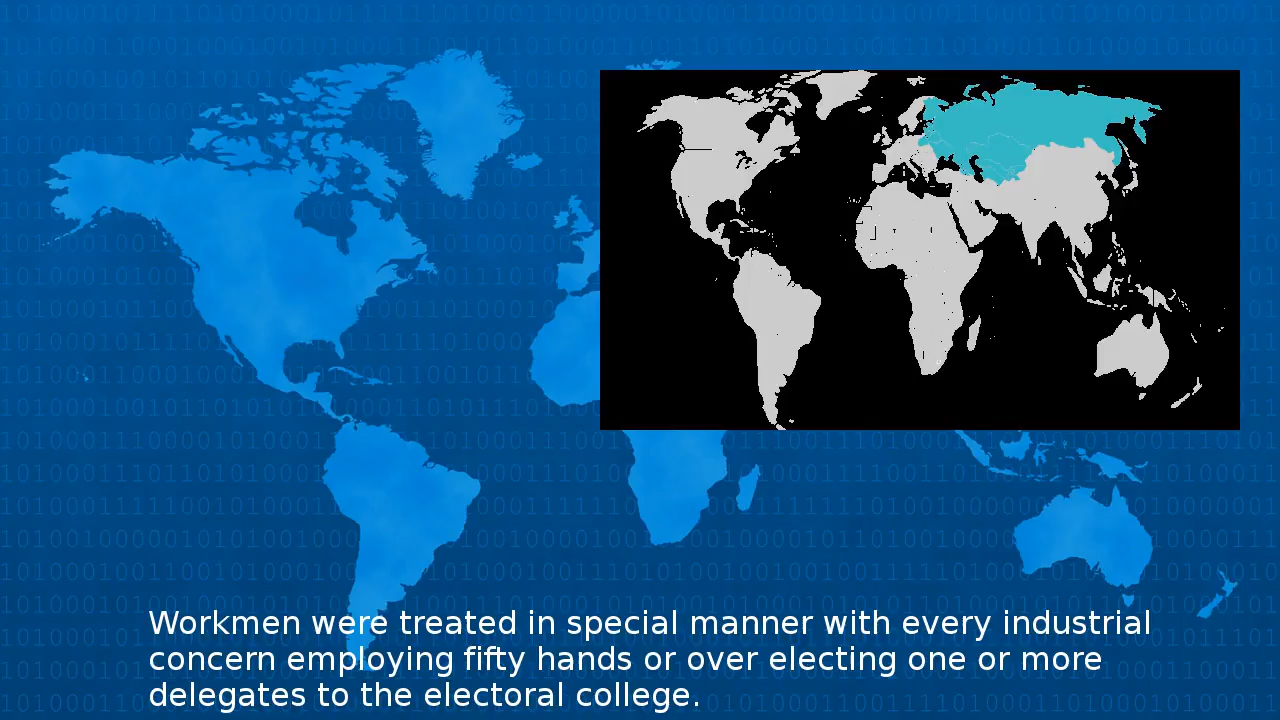 Workmen were treated in special manner with every industrial
concern employing fifty hands or over electing one or more
delegates to the electoral college.